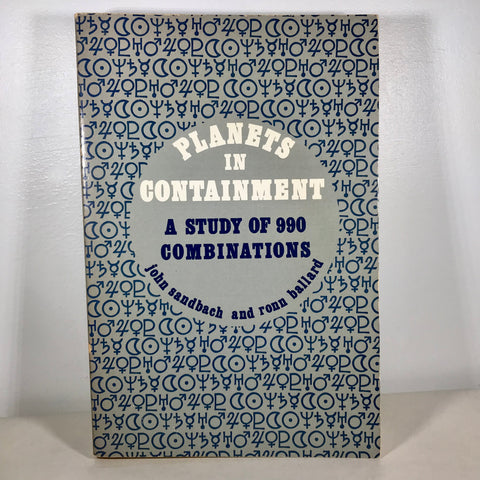 PLANETS
IN
CONTAINMENT
A STUDY OF 990
COMBINATIONS
john sandbach and ronn ballard